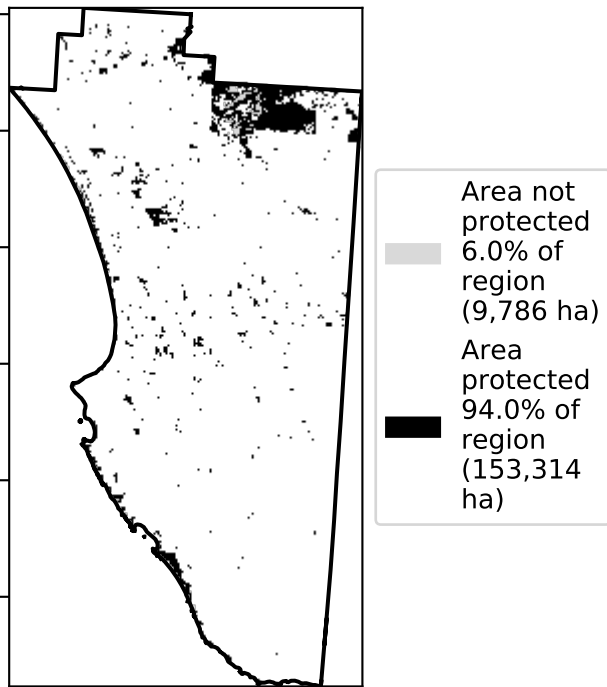 Area not
protected
6.0% of
region
(9,786 ha)
Area
protected
94.0% of
region
(153,314
ha)